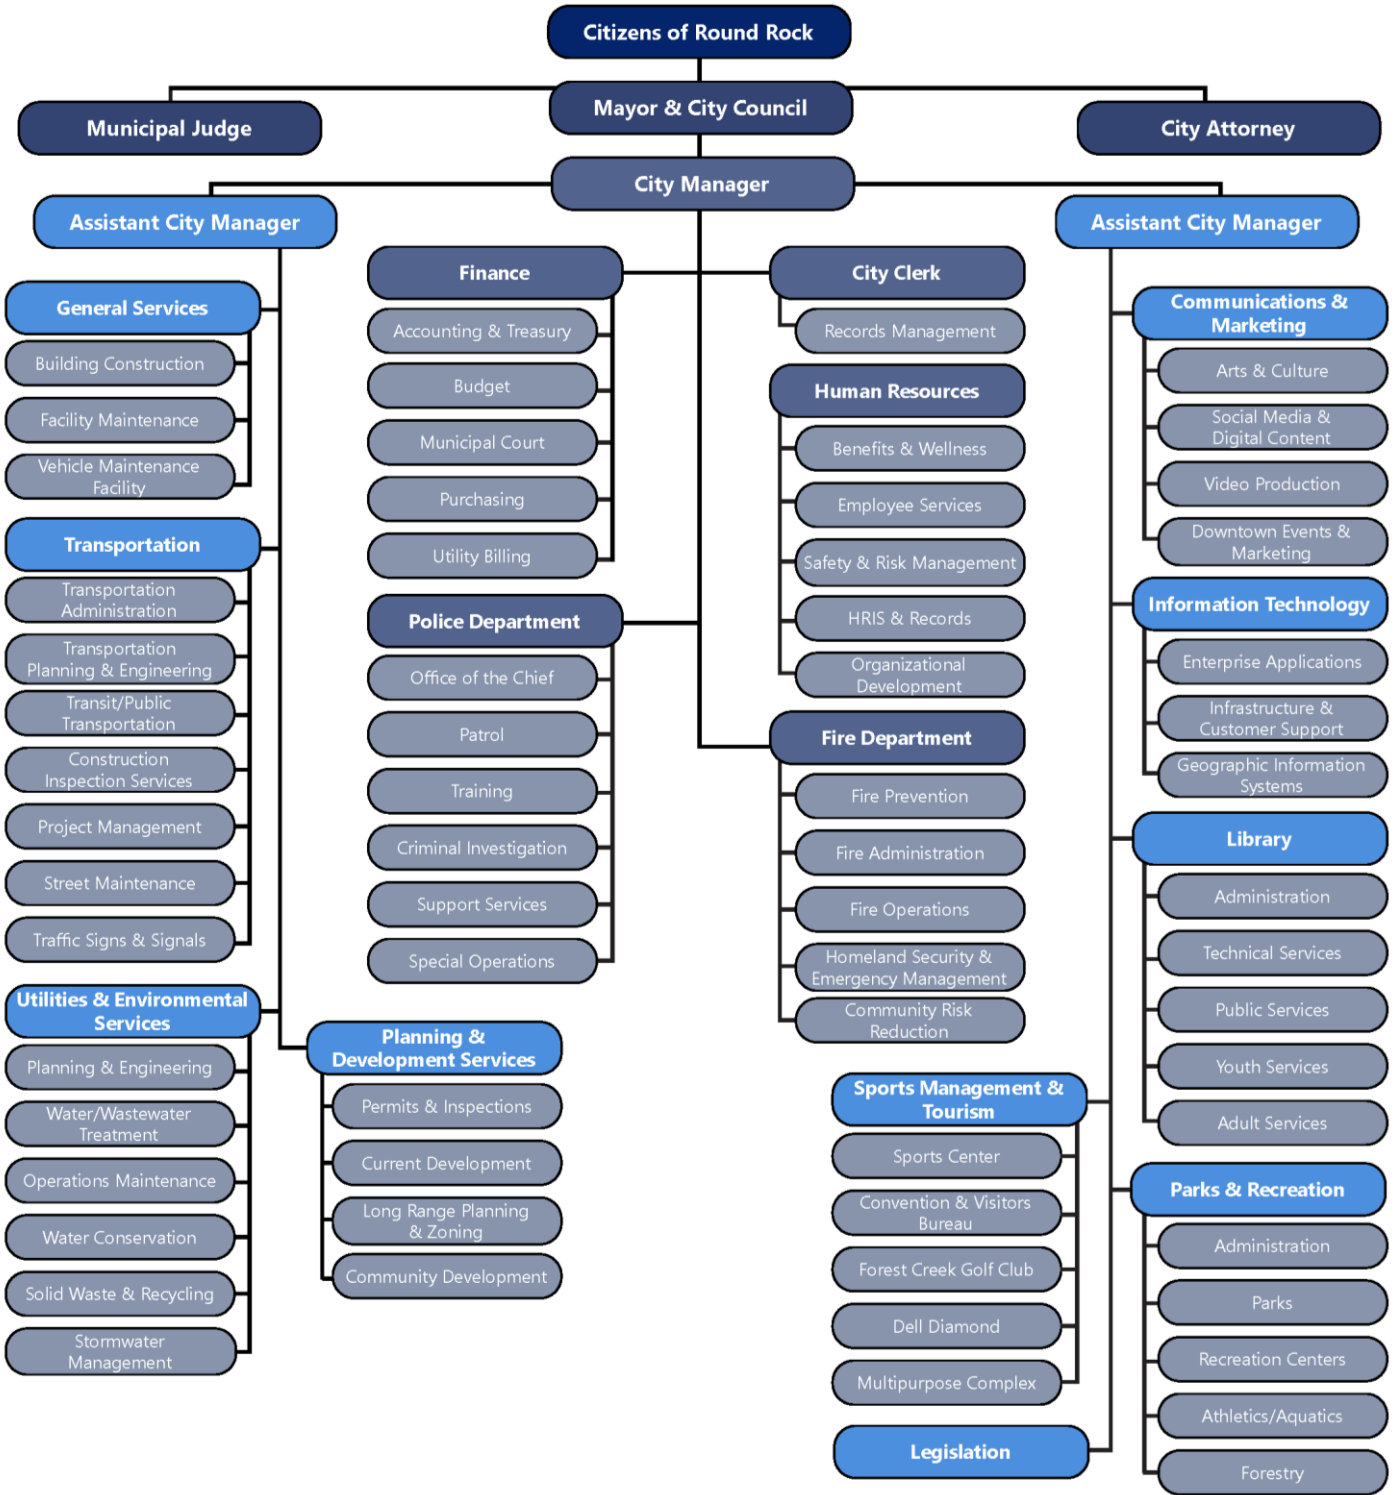 Citizens of Round Rock
Mayor & City Council
Municipal Judge
City Attorney
City Manager
Assistant City Manager
General Services
Building Construction
Facility Maintenance
Vehicle Maintenance
Facility
Transportation
Transportation
Administration
Transportation
Planning & Engineering
Transit/Public
Transportation
Construction
Inspection Services
Project Management
Street Maintenance
Traffic Signs & Signals
Utilities & Environmental
Services
Planning & Engineering
Water/Wastewater
Treatment
Operations Maintenance
Water Conservation
Solid Waste & Recycling
Stormwater
Management
Planning &
Development Services
Permits & Inspections
Current Development
Long Range Planning
& Zoning
Community Development
Finance
Accounting & Treasury
Budget
Municipal Court
Purchasing
Utility Billing
Police Department
Office of the Chief
Patrol
Training
Criminal Investigation
Support Services
Special Operations
City Clerk
Records Management
Human Resources
Benefits & Wellness
Employee Services
Safety & Risk Management
HRIS & Records
Organizational
Development
Fire Department
Fire Prevention
Fire Administration
Fire Operations
Homeland Security &
Emergency Management
Community Risk
Reduction
Assistant City Manager
Communications &
Marketing
Arts & Culture
Social Media &
Digital Content
Video Production
Downtown Events &
Marketing
Information Technology
Enterprise Applications
Infrastructure &
Customer Support
Geographic Information
Systems
Library
Administration
Technical Services
Public Services
Youth Services
Adult Services
Sports Management &
Tourism
Sports Center
Convention & Visitors
Bureau
Forest Creek Golf Club
Dell Diamond
Multipurpose Complex
Parks & Recreation
Administration
Parks
Recreation Centers
Athletics/Aquatics
Forestry
Legislation